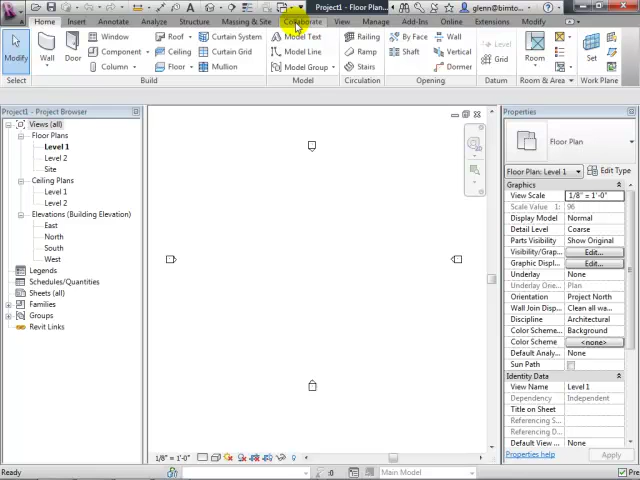 Project1 - Floor Plan...
glenn@bimto...
Home Insert Annotate Analyze Structure Massing & Site Collaborate View Manage Add-Ins Online Extensions Modify
Modify Wall Door Window Component Column Roof Ceiling Floor Curtain System Curtain Grid Mullion Model Text Model Line Model Group Railing Ramp Stairs By Face Shaft Wall Vertical Dormer Level Grid Room Set
Select Build Model Circulation Opening Datum Room & Area Work Plane
Project1 - Project Browser
Views (all)
Floor Plans
Level 1
Level 2
Site
Ceiling Plans
Level 1
Level 2
Elevations (Building Elevation)
East
North
South
West
Legends
Schedules/Quantities
Sheets (all)
Families
Groups
Revit Links
Properties
Floor Plan
Floor Plan: Level 1 Edit Type
Graphics
View Scale 1/8" = 1'-0"
Scale Value 1: 96
Display Model Normal
Detail Level Coarse
Parts Visibility Show Original
Visibility/Grap... Edit...
Graphic Displ... Edit...
Underlay None
Underlay Orie... Plan
Orientation Project North
Wall Join Disp... Clean all wa...
Discipline Architectural
Color Scheme... Background
Color Scheme <none>
Default Analy... None
Sun Path
Identity Data
View Name Level 1
Dependency Independent
Title on Sheet
Referencing S...
Referencing D...
Default View ... None
Properties help Apply
1/8" = 1'-0"
Ready :0 Main Model Pre